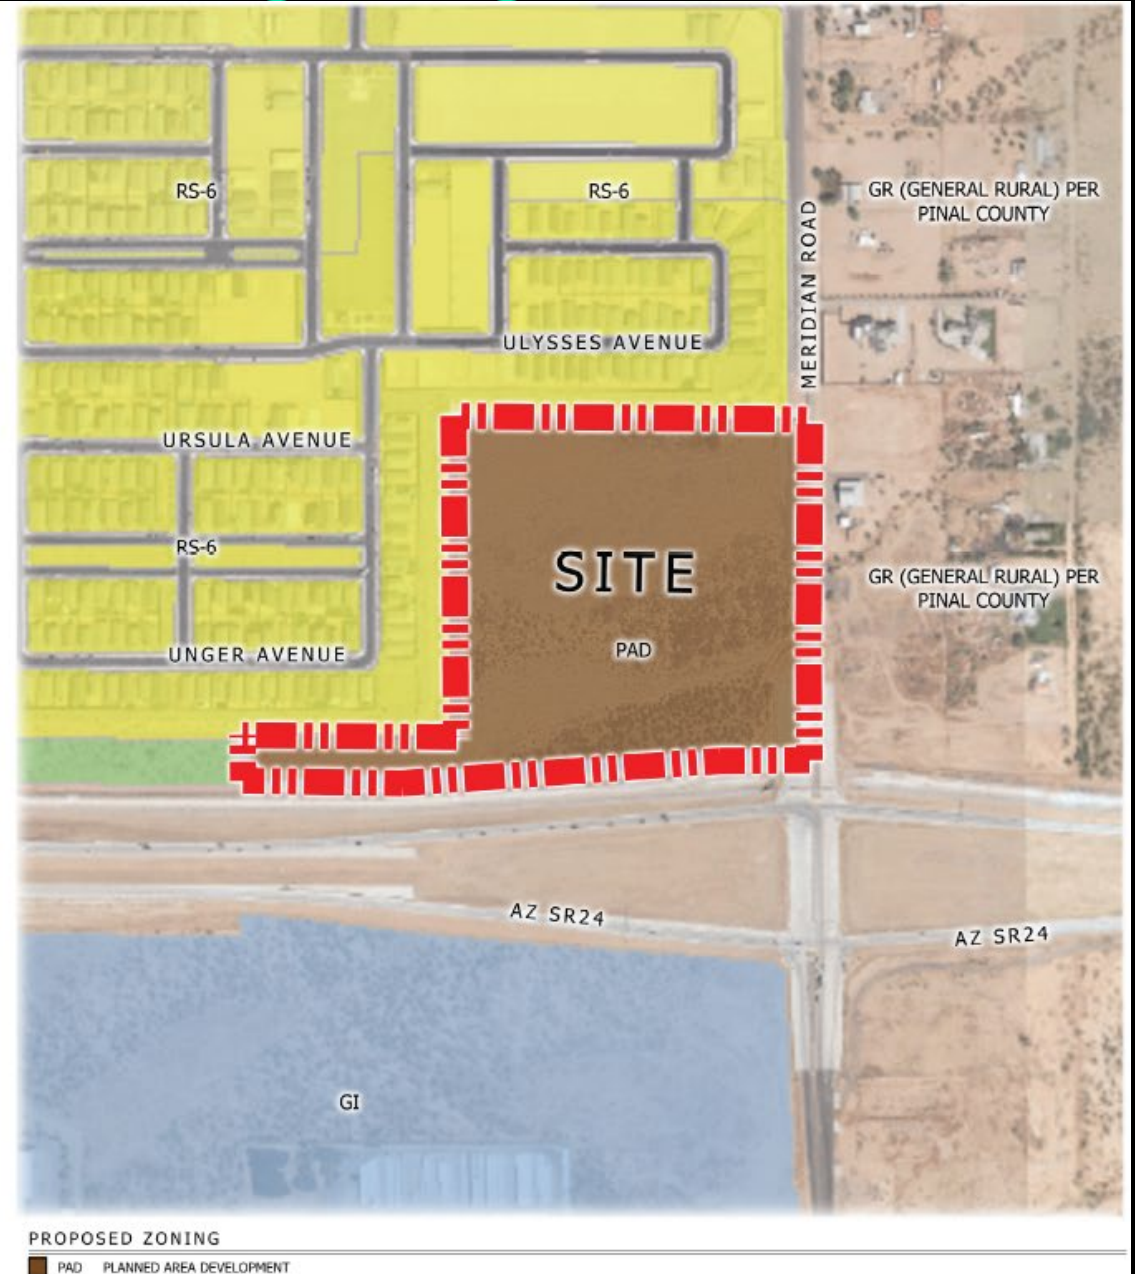 RS-6
RS-6
GR (GENERAL RURAL) PER
PINAL COUNTY
MERIDIAN ROAD
ULYSSES AVENUE
URSULA AVENUE
RS-6
SITE
GR (GENERAL RURAL) PER
PINAL COUNTY
PAD
UNGER AVENUE
AZ SR24
AZ SR24
GI
PROPOSED ZONING
PAD PLANNED AREA DEVELOPMENT